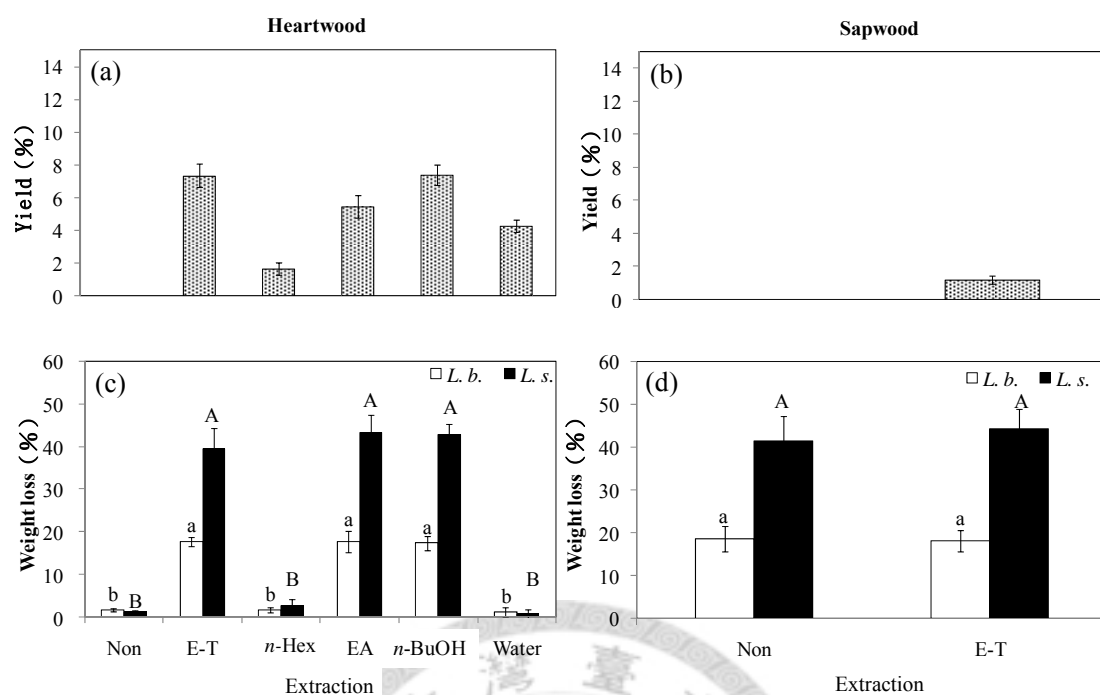 Heartwood
Sapwood
(a)
14
12
10
8
6
4
2
0
Yield (%)
(b)
14
12
10
8
6
4
2
0
Yield (%)
(c)
60
50
40
30
20
10
0
Weight loss (%)
L. b. L. s.
b B
a A
b B
a A
a A
b B
Non E-T n-Hex EA n-BuOH Water
Extraction
(d)
60
50
40
30
20
10
0
Weight loss (%)
L. b. L. s.
a A
a A
Non E-T
Extraction
灣 臺